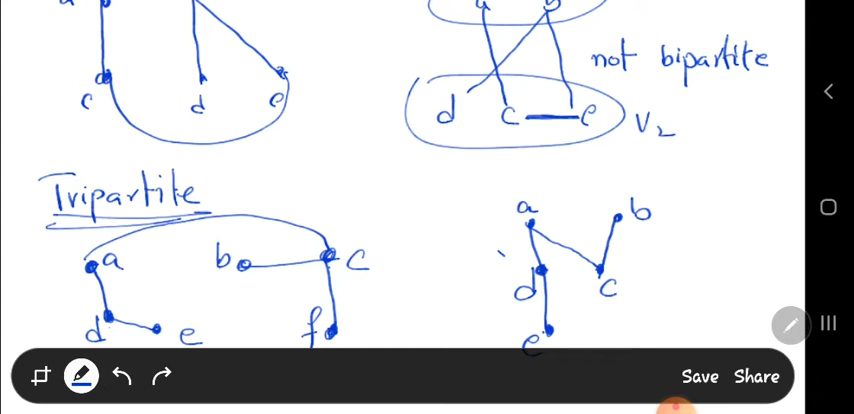 a b
c d e
not bipartite
d c e V2
Tripartite
a b c
d e f
a b
d c
e
Save Share